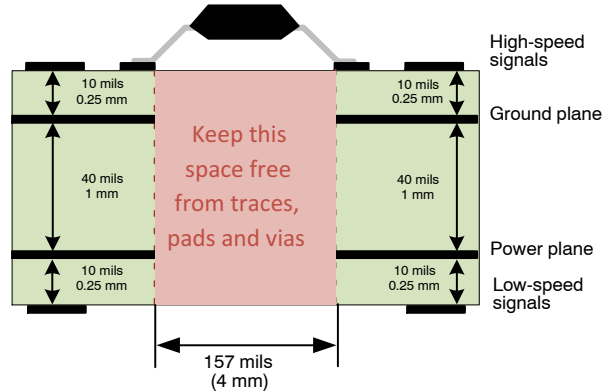 High-speed
signals
10 mils
0.25 mm
10 mils
0.25 mm
Ground plane
Keep this
space free
from traces,
pads and vias
40 mils
1 mm
40 mils
1 mm
Power plane
10 mils
0.25 mm
10 mils
0.25 mm
Low-speed
signals
157 mils
(4 mm)